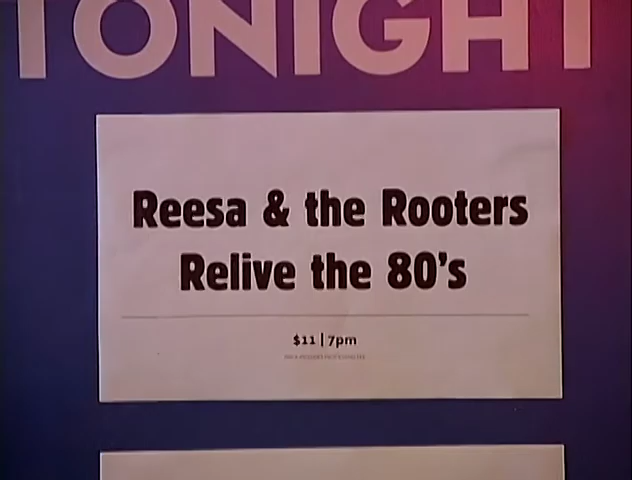 TONIGHT
Reesa & the Rooters
Relive the 80's
$11 | 7pm